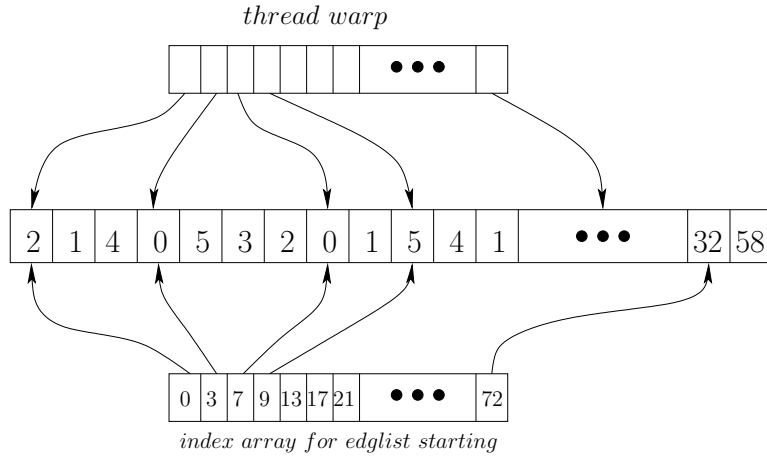 thread warp
2 1 4 0 5 3 2 0 1 5 4 1 32 58
0 3 7 9 13 17 21 72
index array for edglist starting